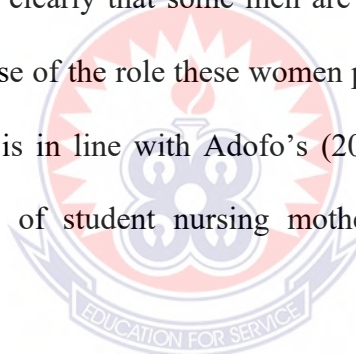 clearly that some men are
se of the role these women p
is in line with Adofo's (20
of student nursing moth
EDUCATION FOR SERVICE